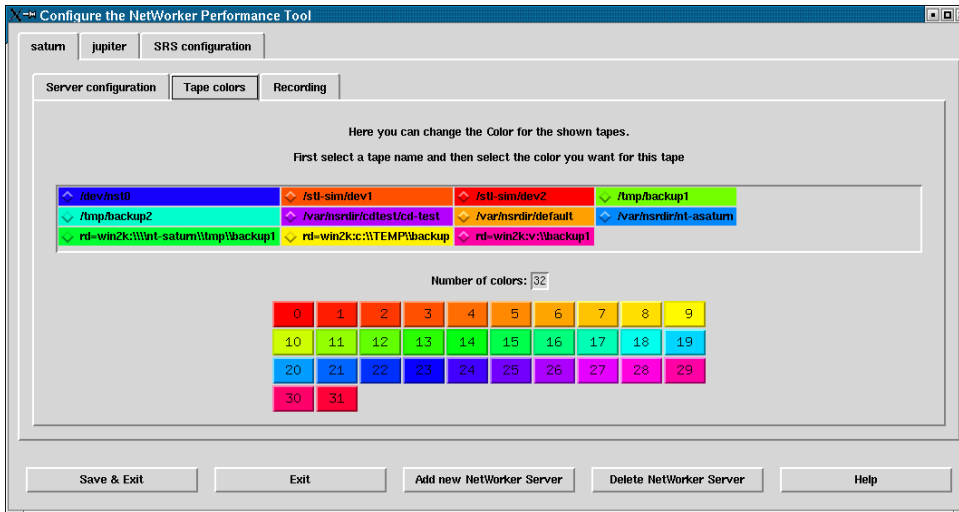 Configure the NetWorker Performance Tool
saturn jupiter SRS configuration
Server configuration Tape colors Recording
Here you can change the Color for the shown tapes.
First select a tape name and then select the color you want for this tape
/dev/nst0 /stl-sim/dev1 /stl-sim/dev2 /tmp/backup1
/tmp/backup2 /var/nsrdir/cdtest/cd-test /var/nsrdir/default /var/nsrdir/nt-asaturn
rd=win2k:\\\\nt-saturn\\tmp\\backup1 rd=win2k:c:\\TEMP\\backup rd=win2k:v:\\backup1
Number of colors: 32
0 1 2 3 4 5 6 7 8 9
10 11 12 13 14 15 16 17 18 19
20 21 22 23 24 25 26 27 28 29
30 31
Save & Exit Exit Add new NetWorker Server Delete NetWorker Server Help